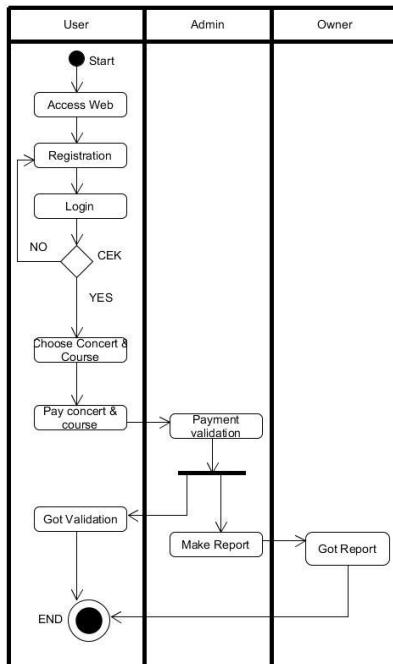 User
Admin
Owner
Start
Access Web
Registration
Login
NO
CEK
YES
Choose Concert &
Course
Pay concert &
course
Payment
validation
Got Validation
Make Report
Got Report
END